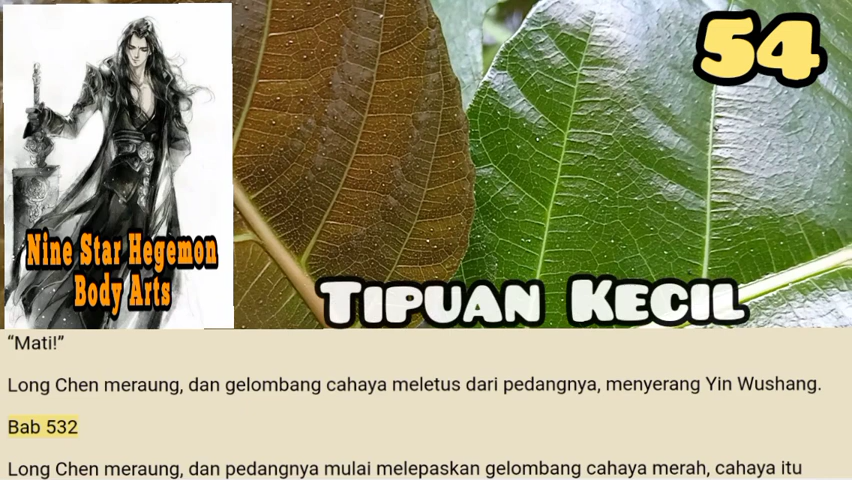 54
Nine Star Hegemon
Body Arts
Tipuan Kecil
“Mati!”
Long Chen meraung, dan gelombang cahaya meletus dari pedangnya, menyerang Yin Wushang.
Bab 532
Long Chen meraung, dan pedangnya mulai melepaskan gelombang cahaya merah, cahaya itu